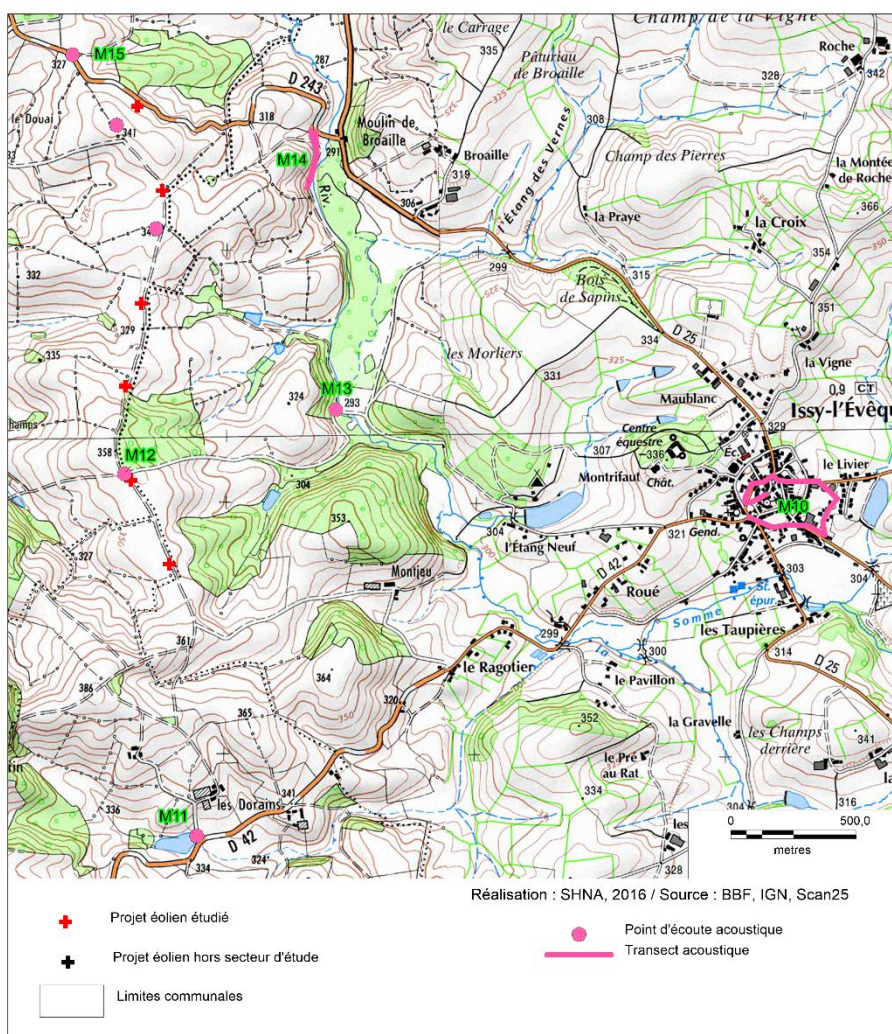 le Carrage
335
Champ de la Vigne
Roche
342
M15
327
287
Pâturiau
de Broaille
328
D 243
le Douai
341
318
Moulin de
Broaille
308
M14
291
Broaille
319
Champ des Pierres
la Montée
de Roche
Riv.
306
l'Étang des Vernes
la Praye
366
la Croix
354
299
315
332
Bois
de Sapins
351
329
les Morliers
325
334
D 25
335
331
la Vigne
M13
293
324
Maublanc
0,9
CT
Issy-l'Évêq
Centre
équestre
329
358
307
336
Éc.
le Livier
M12
Montrifaut
Chât.
304
M10
353
304
321
Gend.
327
l'Étang Neuf
D 42
303
304
Montjeu
Roué
St.
épur.
Somme
les Taupières
361
299
la
300
314
le Ragotier
D 25
364
le Pavillon
386
320
365
352
la Gravelle
les Champs
derrière
341
le Pré
au Rat
341
336
les Dorains
334
316
M11
D 42
304
0
500,0
metres
334
324
les
328
Réalisation : SHNA, 2016 / Source : BBF, IGN, Scan25
Projet éolien étudié
Point d'écoute acoustique
Transect acoustique
Projet éolien hors secteur d'étude
Limites communales